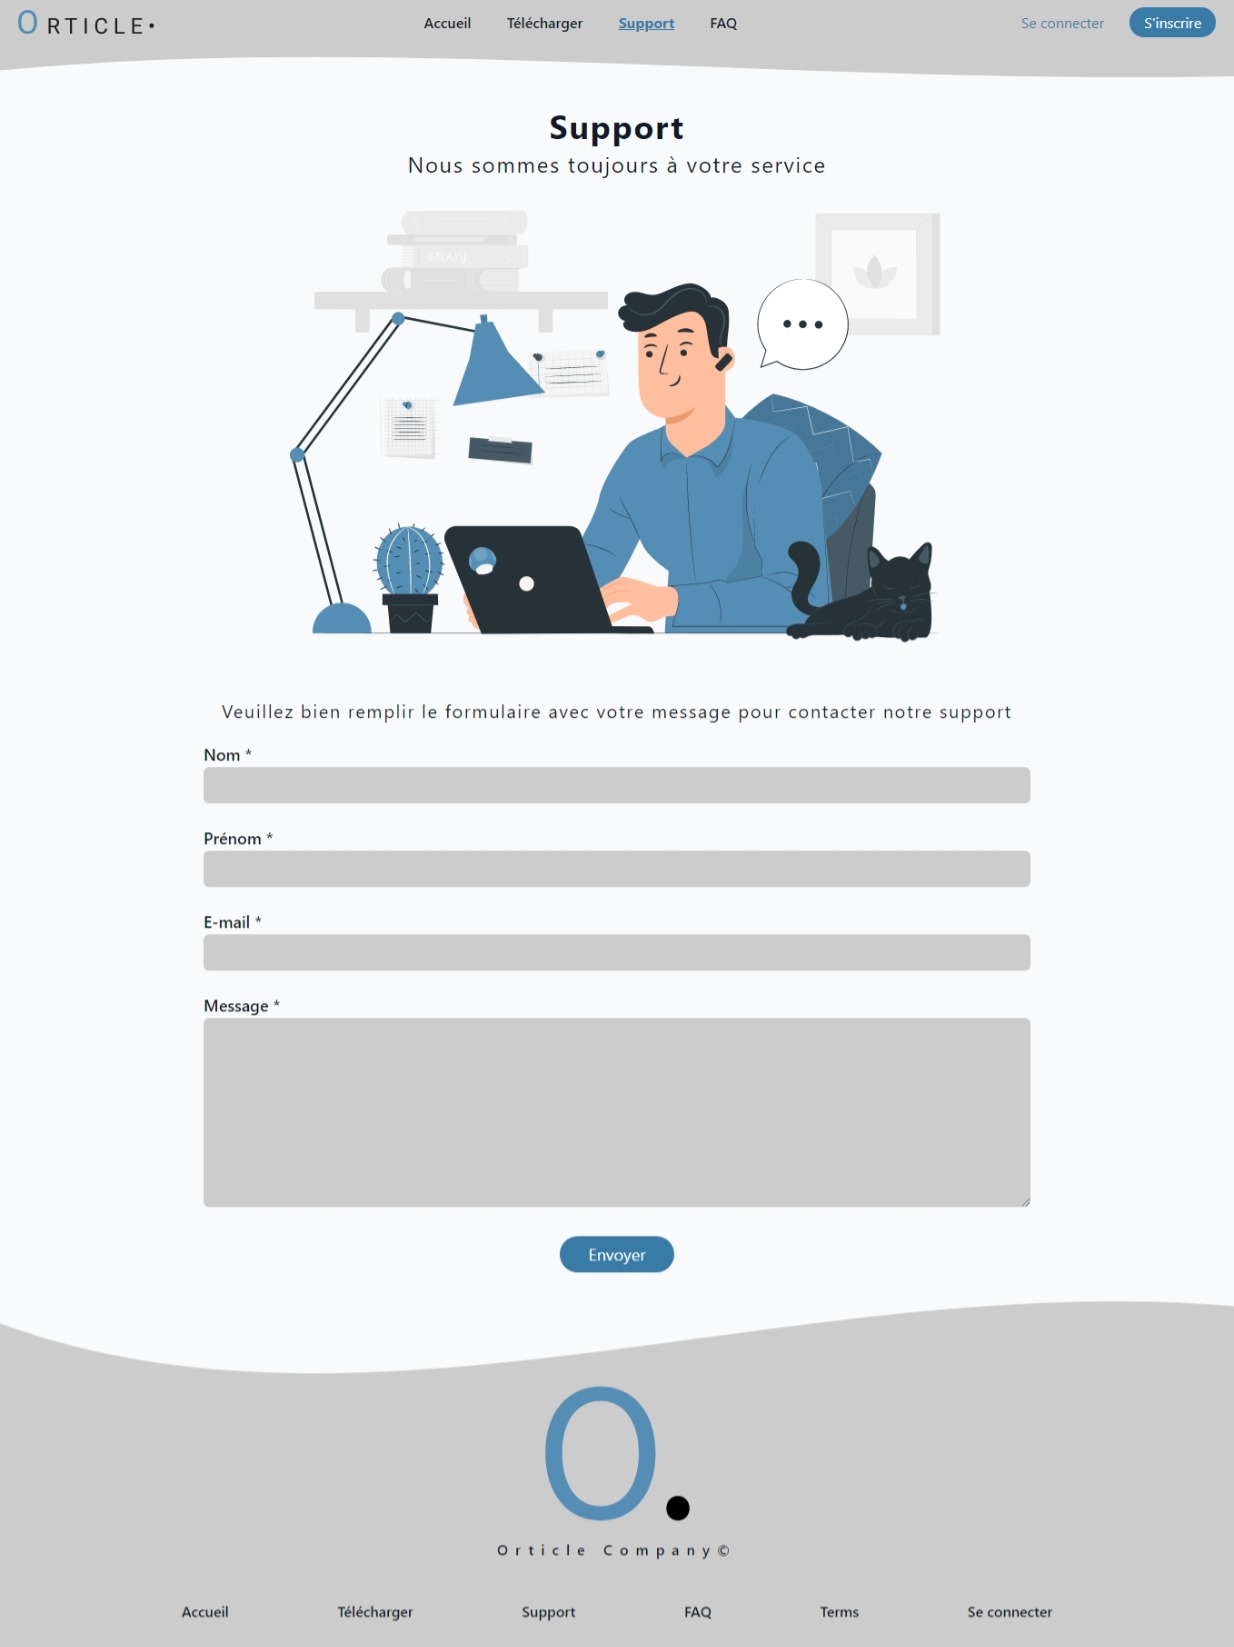 ORTICLE•
Accueil Télécharger Support FAQ
Se connecter S'inscrire
Support
Nous sommes toujours à votre service
GALAXY
Veuillez bien remplir le formulaire avec votre message pour contacter notre support
Nom *
Prénom *
E-mail *
Message *
Envoyer
O.
Orticle Company©
Accueil Télécharger Support FAQ Terms Se connecter